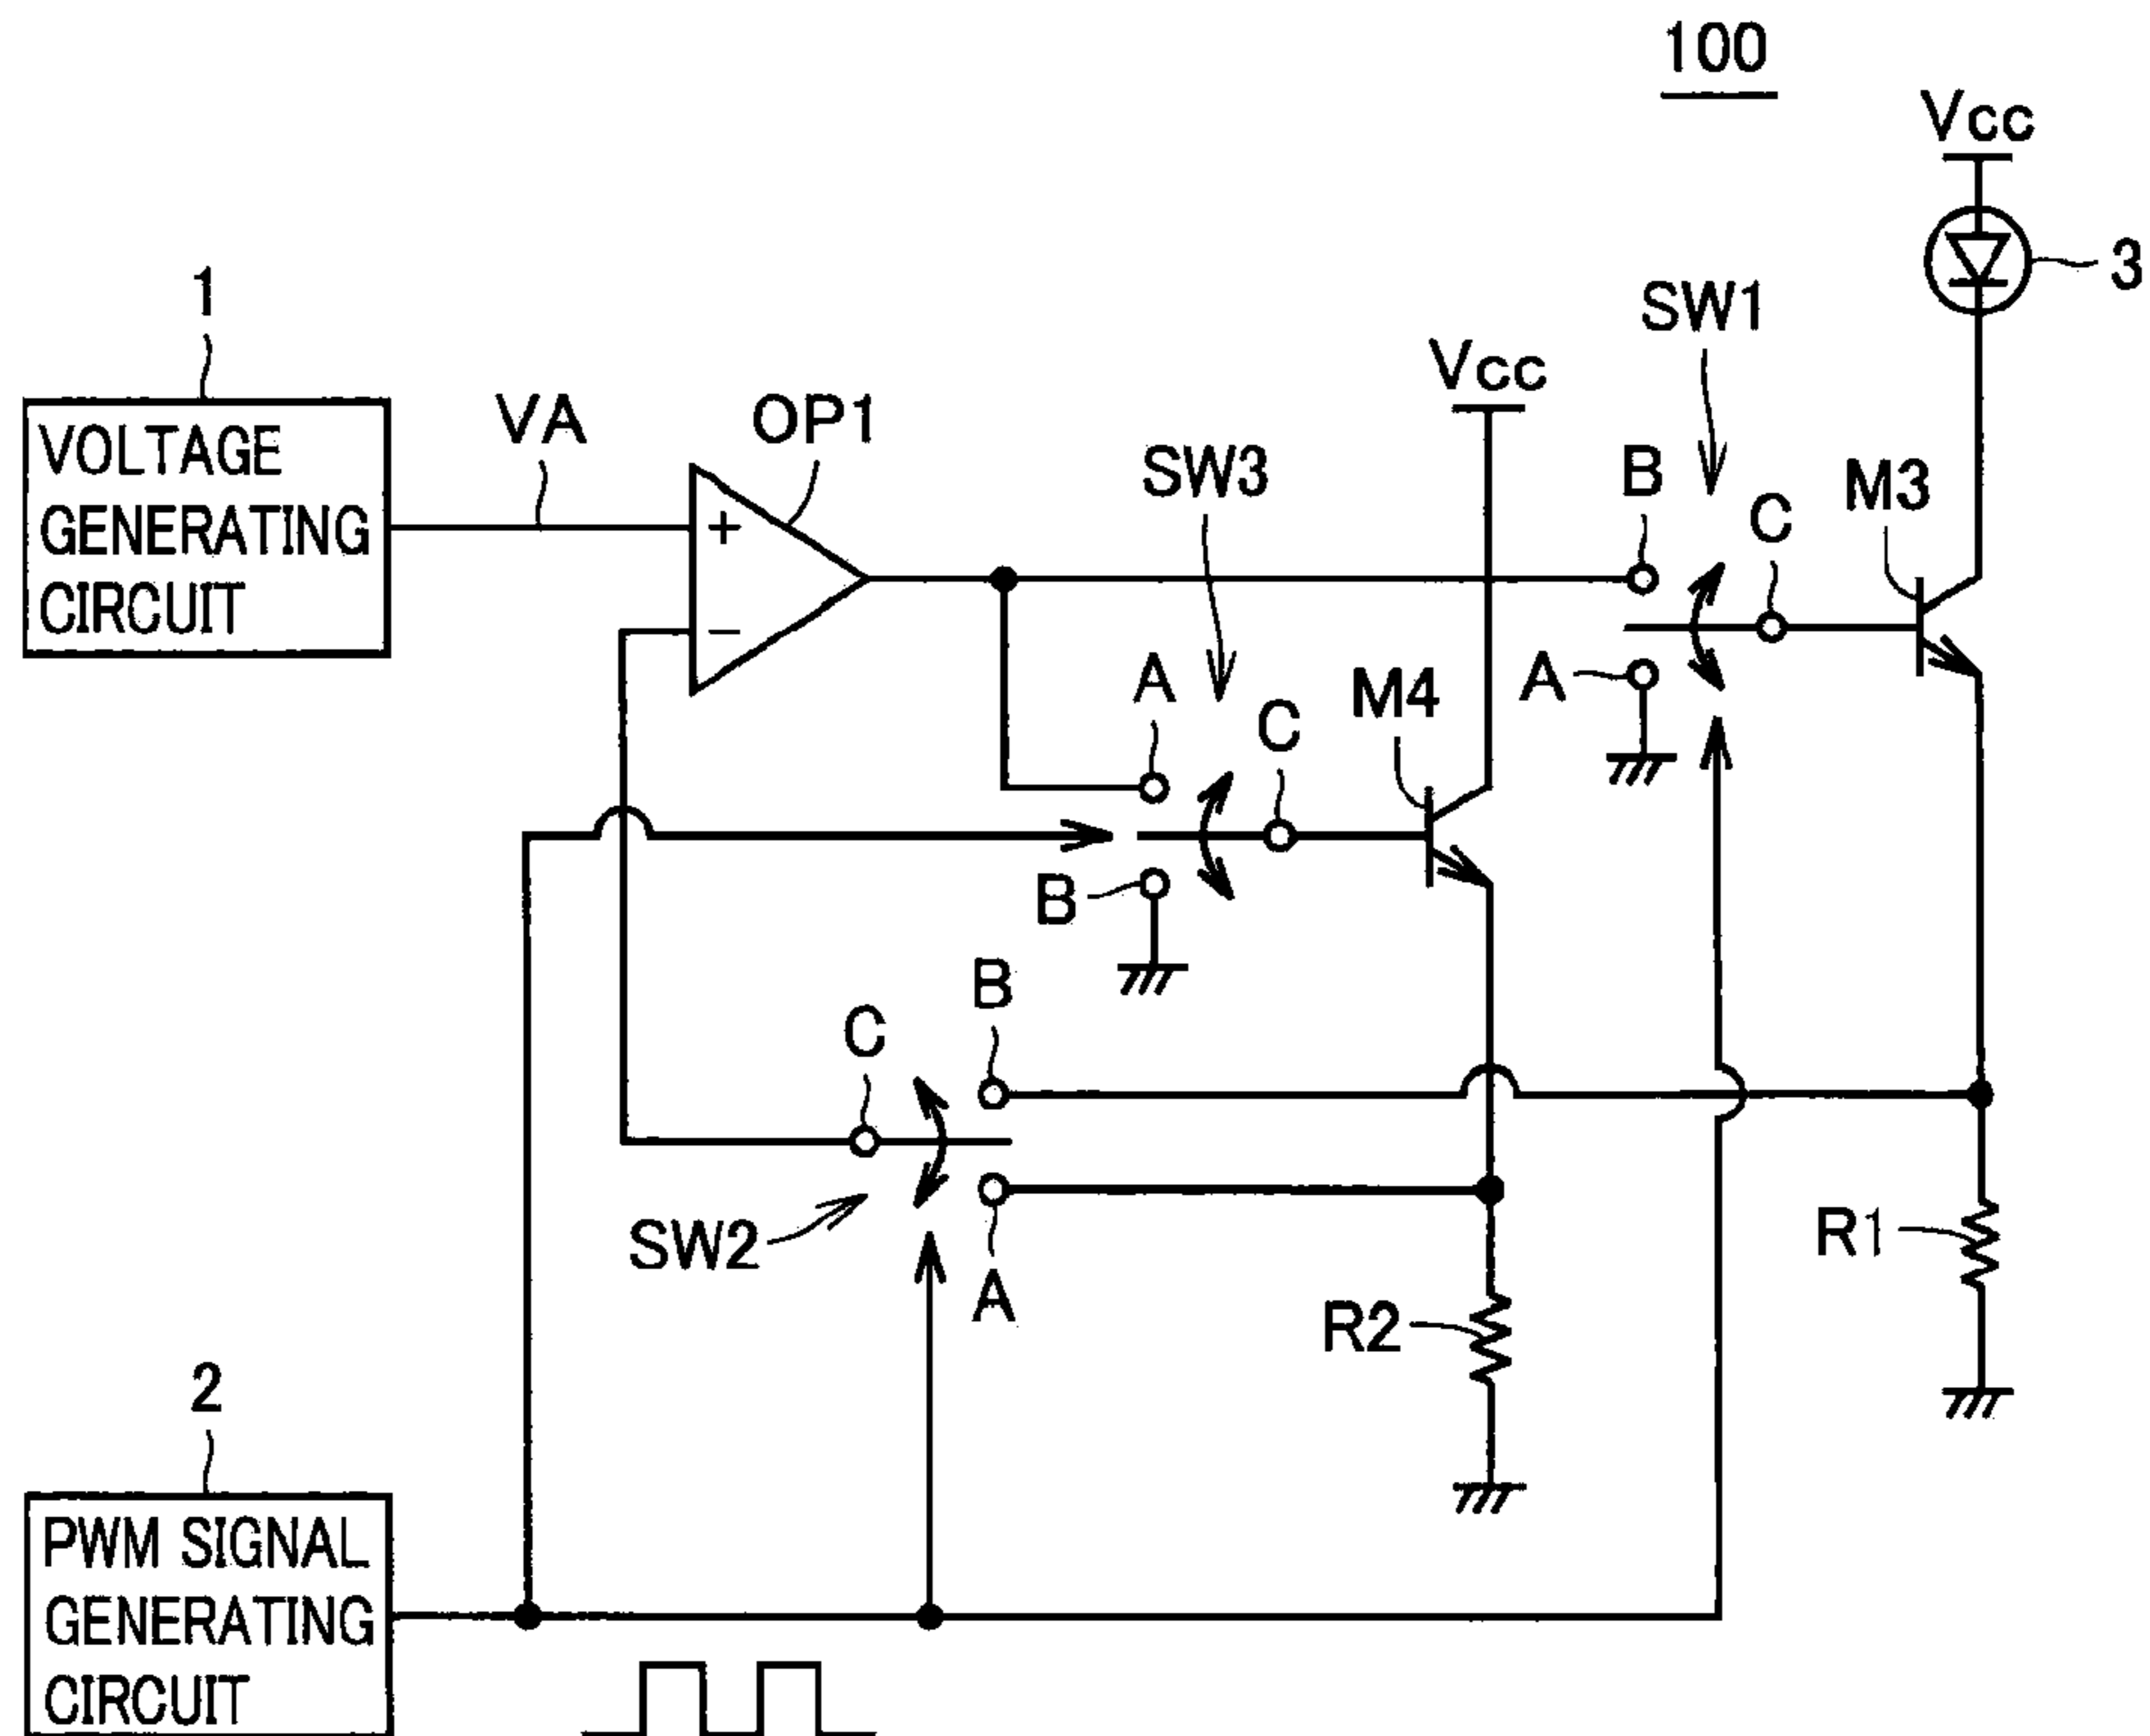 100
Vcc
3
1
SW1
Vcc
VA
OP1
VOLTAGE
GENERATING
CIRCUIT
SW3
B
C
M3
+
−
A
A
C
M4
B
B
C
SW2
A
R1
R2
2
PWM SIGNAL
GENERATING
CIRCUIT